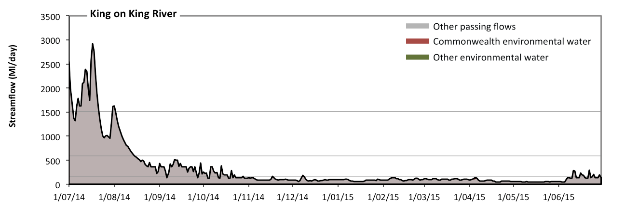 King on King River
Streamflow (Ml/day)
3500
3000
2500
2000
1500
1000
500
0
Other passing flows
Commonwealth environmental water
Other environmental water
1/07/14 1/08/14 1/09/14 1/10/14 1/11/14 1/12/14 1/01/15 1/02/15 1/03/15 1/04/15 1/05/15 1/06/15